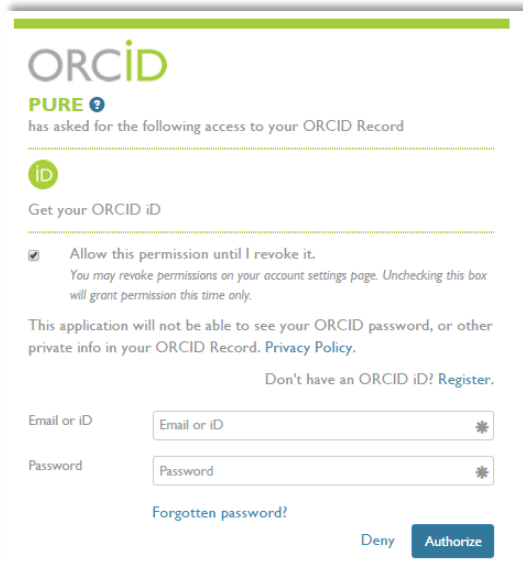 ORCiD
PURE ?
has asked for the following access to your ORCID Record
iD
Get your ORCID iD
Allow this permission until I revoke it.
You may revoke permissions on your account settings page. Unchecking this box
will grant permission this time only.
This application will not be able to see your ORCID password, or other
private info in your ORCID Record. Privacy Policy.
Don't have an ORCID iD? Register.
Email or iD Email or iD
Password Password
Forgotten password?
Deny Authorize